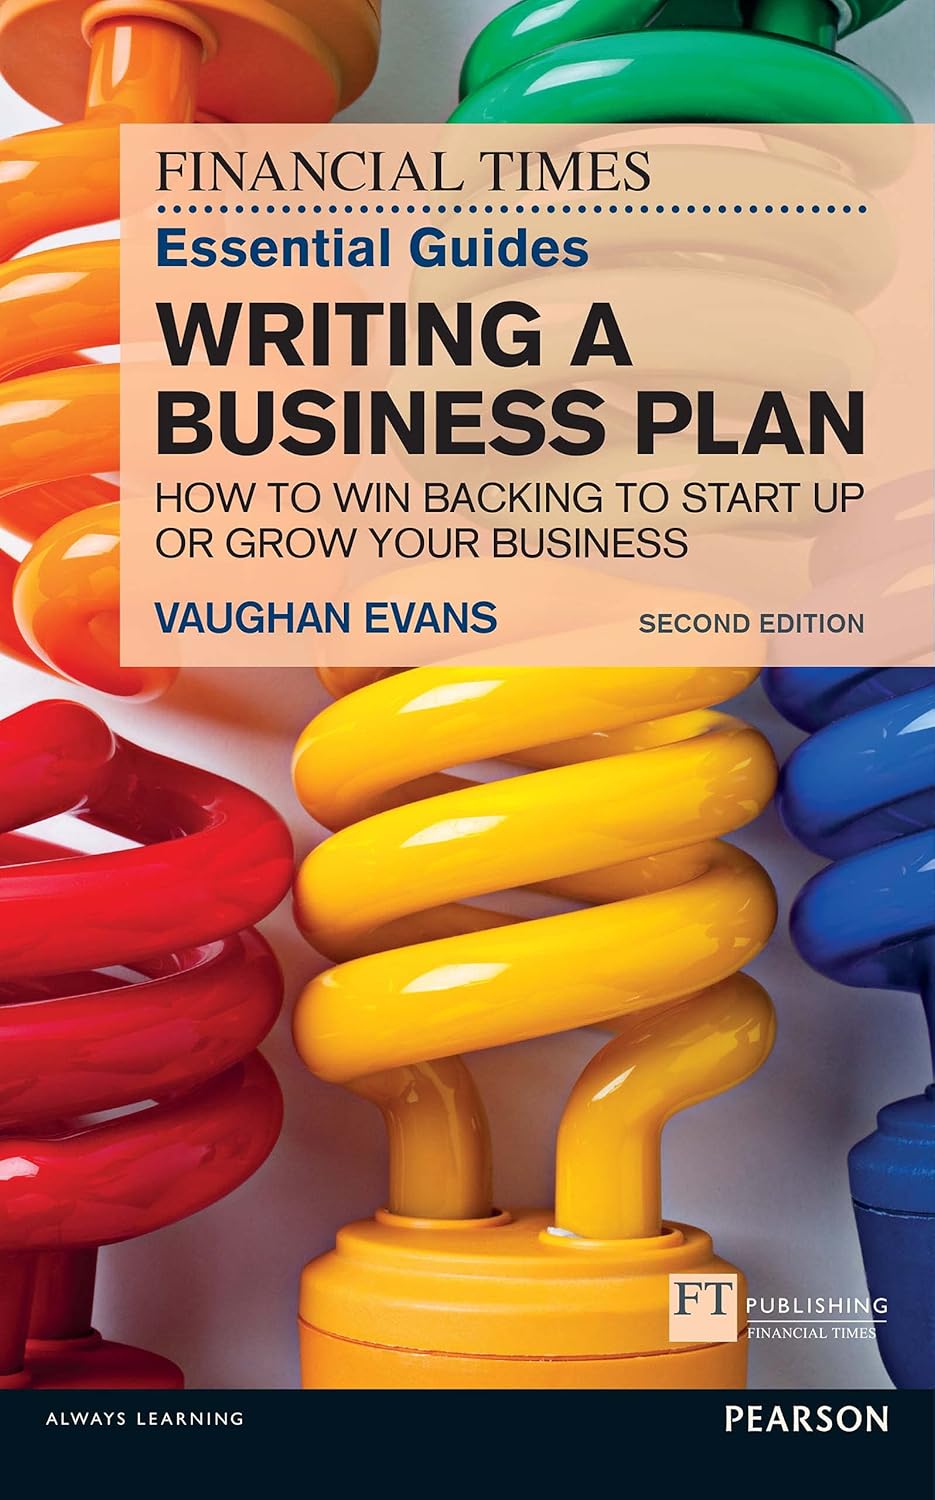 FINANCIAL TIMES
Essential Guides
WRITING A
BUSINESS PLAN
HOW TO WIN BACKING TO START UP
OR GROW YOUR BUSINESS
VAUGHAN EVANS
SECOND EDITION
FT PUBLISHING
FINANCIAL TIMES
ALWAYS LEARNING
PEARSON